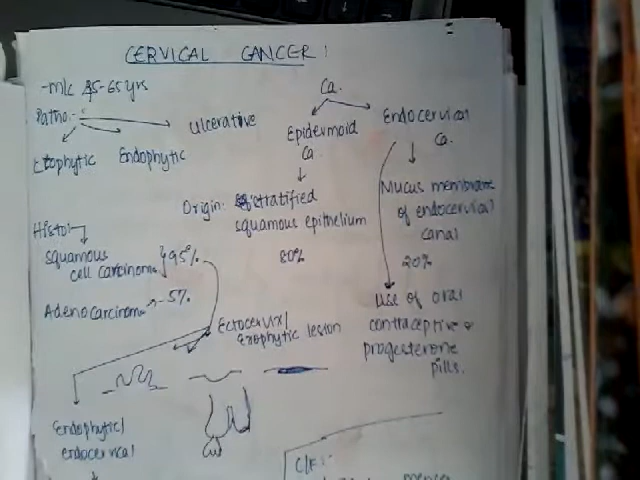 CERVICAL CANCER:
-m/c 45-65 yrs
Patho:-
Exophytic Endophytic Ulcerative
Ca.
Epidermoid Ca.
Endocervical Ca.
Origin: stratified squamous epithelium
Mucus membrane of endocervical canal
80%
20%
Use of oral contraceptive & progesterone pills.
Histo:-
squamous cell carcinoma } 95%
Adenocarcinoma → 5%
Ectocervix/
Exophytic lesion
Endophytic/
endocervical
C/F:-